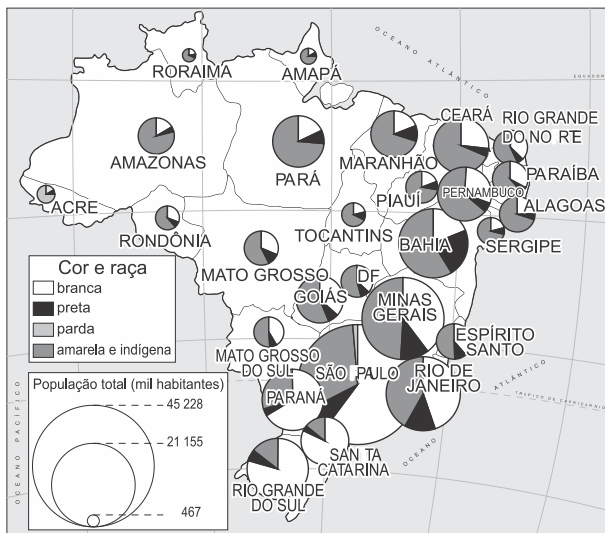 OCEANO ATLÂNTICO
RORAIMA
AMAPÁ
EQUADOR
CEARÁ
RIO GRANDE
DO NO RTE
AMAZONAS
PARÁ
MARANHÃO
PARAÍBA
PIAUÍ
PERNAMBUCO
ALAGOAS
ACRE
RONDÔNIA
TOCANTINS
BAHIA
SERGIPE
MATO GROSSO
DF
GOIÁS
MINAS
GERAIS
ESPÍRITO
SANTO
MATO GROSSO
DO SUL
SÃO PAULO
RIO DE
JANEIRO
PARANÁ
SAN TA
CATARINA
RIO GRANDE
DO SUL
OCEANO
ATLÂNTICO
TRÓPICO DE CAPRICÓRNIO
OCEANO PACÍFICO
Cor e raça
branca
preta
parda
amarela e indígena
População total (mil habitantes)
45 228
21 155
467